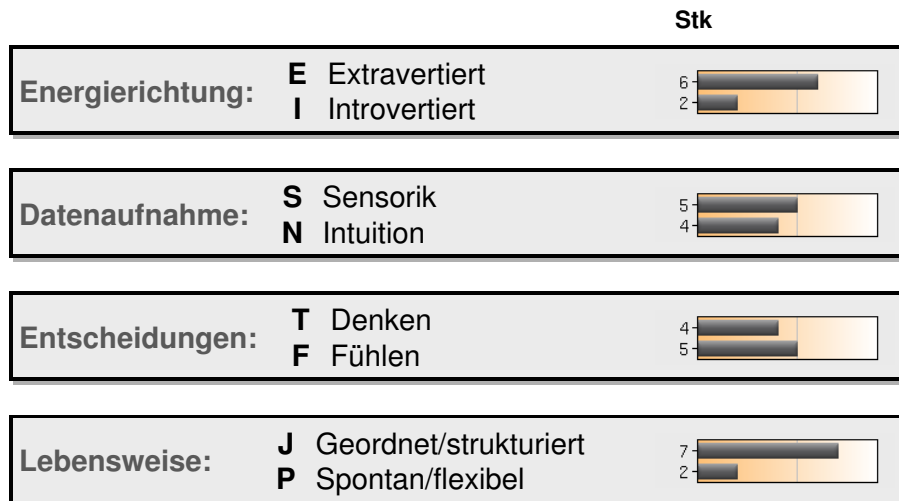 Stk
Energierichtung:
E Extravertiert
I Introvertiert
6
2
Datenaufnahme:
S Sensorik
N Intuition
5
4
Entscheidungen:
T Denken
F Fühlen
4
5
Lebensweise:
J Geordnet/strukturiert
P Spontan/flexibel
7
2